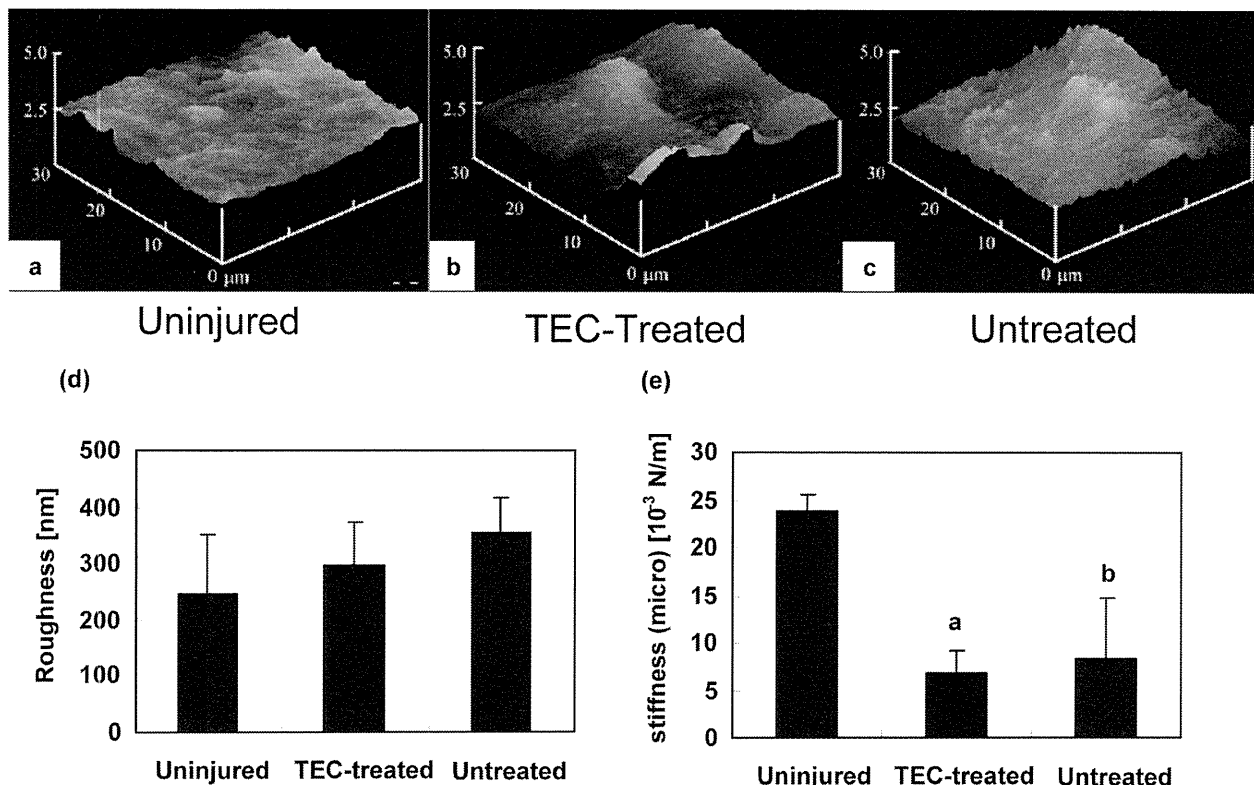 5.0
2.5
30
20
10
0 μm
a
5.0
2.5
30
20
10
0 μm
b
5.0
2.5
30
20
10
0 μm
c
Uninjured
TEC-Treated
Untreated
(d)
(e)
Roughness [nm]
500
400
300
200
100
0
Uninjured TEC-treated Untreated
stiffness (micro) [10⁻³ N/m]
30
25
20
15
10
5
0
a
b
Uninjured TEC-treated Untreated